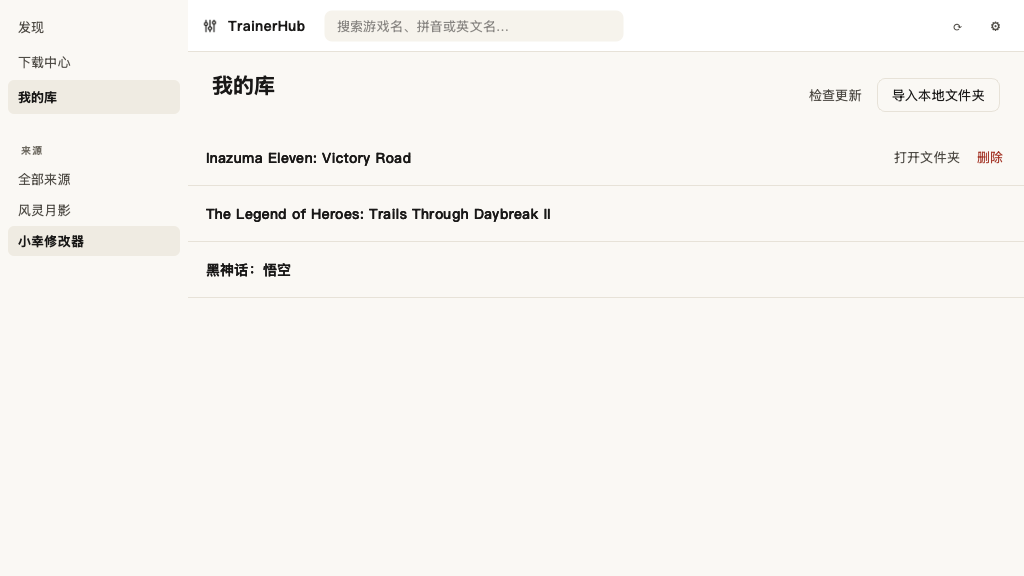 发现
下载中心
我的库
来源
全部来源
风灵月影
小幸修改器
TrainerHub
搜索游戏名、拼音或英文名...
我的库
检查更新
导入本地文件夹
Inazuma Eleven: Victory Road
打开文件夹
删除
The Legend of Heroes: Trails Through Daybreak II
黑神话：悟空